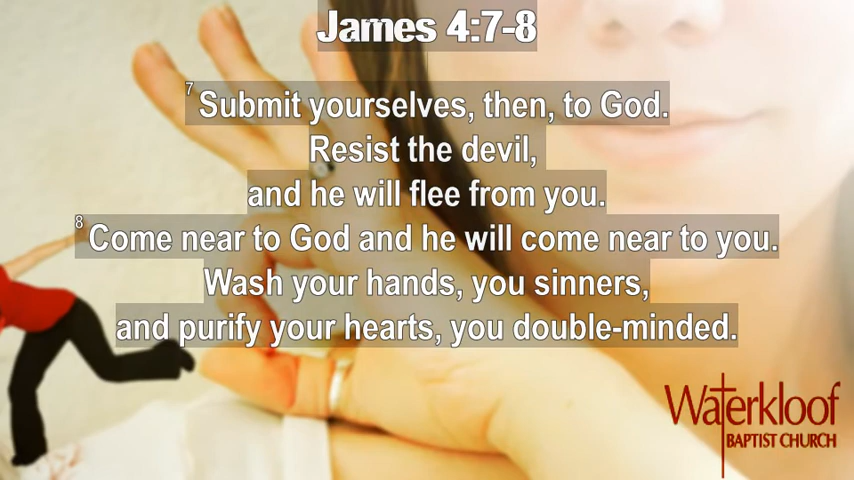 James 4:7-8
7 Submit yourselves, then, to God.
Resist the devil,
and he will flee from you.
8 Come near to God and he will come near to you.
Wash your hands, you sinners,
and purify your hearts, you double-minded.
Waterkloof
BAPTIST CHURCH